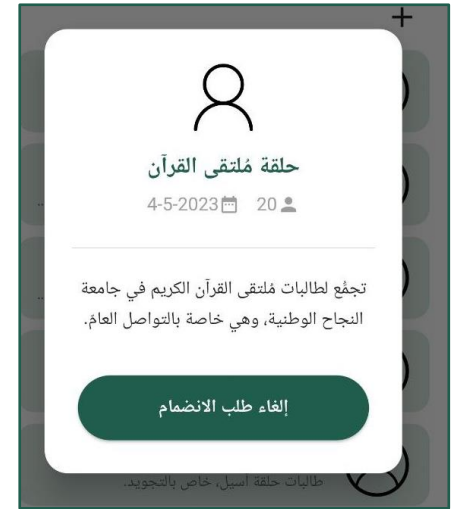 +
حلقة مُلتقى القرآن
20 4-5-2023
تجمُّع لطالبات مُلتقى القرآن الكريم في جامعة
النجاح الوطنية، وهي خاصة بالتواصل العامّ.
إلغاء طلب الانضمام
طالبات حلقة أسيل، خاص بالتجويد.